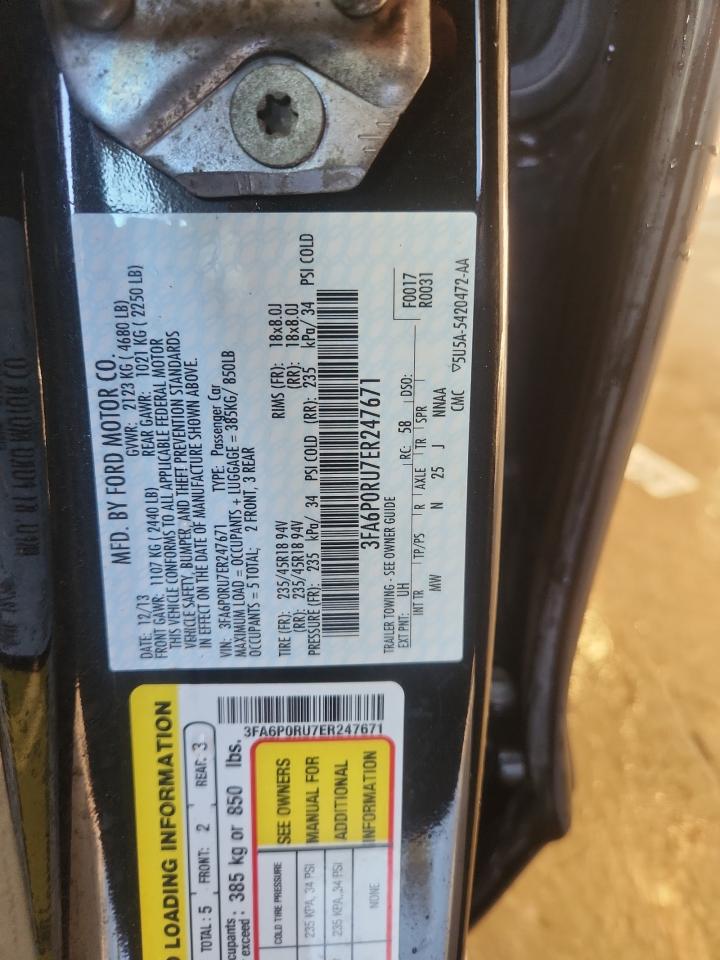 MFD. BY FORD MOTOR CO.
DATE: 12/13 GVWR: 2123 KG ( 4680 LB)
FRONT GAWR: 1107 KG ( 2440 LB) REAR GAWR: 1021 KG ( 2250 LB)
THIS VEHICLE CONFORMS TO ALL APPLICABLE FEDERAL MOTOR
VEHICLE SAFETY, BUMPER, AND THEFT PREVENTION STANDARDS
IN EFFECT ON THE DATE OF MANUFACTURE SHOWN ABOVE.
VIN: 3FA6P0RU7ER247671 TYPE: Passenger Car
MAXIMUM LOAD = OCCUPANTS + LUGGAGE = 385KG/ 850LB
OCCUPANTS = 5 TOTAL: 2 FRONT, 3 REAR
TIRE (FR): 235/45R18 94V RIMS (FR): 18x8.0J
(RR): 235/45R18 94V (RR): 18x8.0J
PRESSURE (FR): 235 kPa/ 34 PSI COLD (RR): 235 kPa/ 34 PSI COLD
3FA6P0RU7ER247671
TRAILER TOWING - SEE OWNER GUIDE
EXT PNT: UH RC: 58 DSO: F0017
R0031
INT TR TP/PS R AXLE TR SPR
MW N 25 J NNAA
CMC ▽5U5A-5420472-AA
LOADING INFORMATION
TOTAL: 5 FRONT: 2 REAR: 3
exceed: 385 kg or 850 lbs.
3FA6P0RU7ER247671
COLD TIRE PRESSURE
235 KPA, 34 PSI
235 KPA, 34 PSI
NONE
SEE OWNERS
MANUAL FOR
ADDITIONAL
INFORMATION